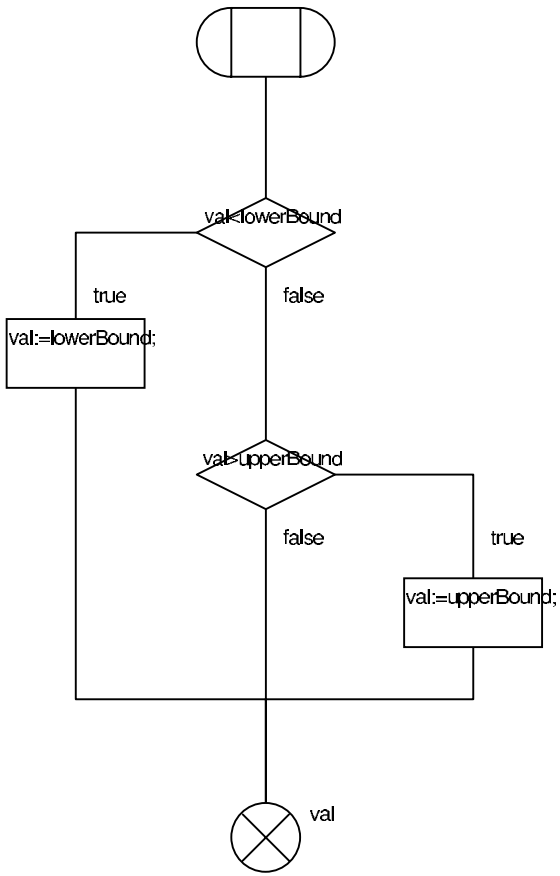 val<lowerBound
true
false
val:=lowerBound;
val>upperBound
false
true
val:=upperBound;
val